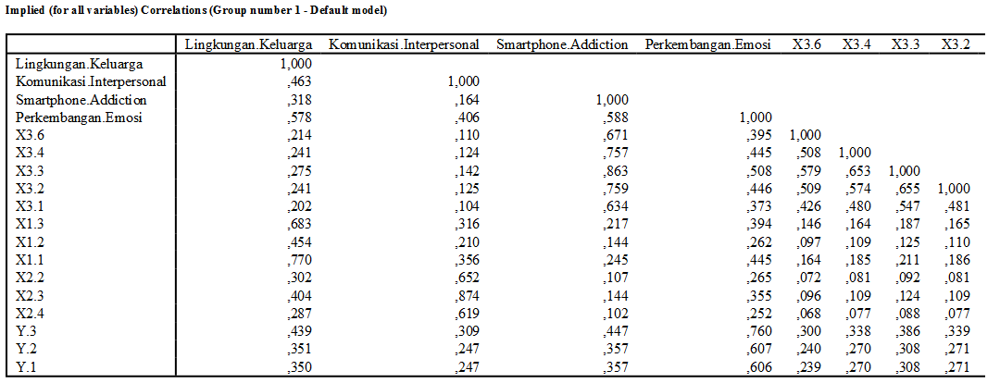 Implied (for all variables) Correlations (Group number 1 - Default model)
Lingkungan.Keluarga Komunikasi.Interpersonal Smartphone.Addiction Perkembangan.Emosi X3.6 X3.4 X3.3 X3.2
Lingkungan.Keluarga 1,000
Komunikasi.Interpersonal ,463 1,000
Smartphone.Addiction ,318 ,164 1,000
Perkembangan.Emosi ,578 ,406 ,588 1,000
X3.6 ,214 ,110 ,671 ,395 1,000
X3.4 ,241 ,124 ,757 ,445 ,508 1,000
X3.3 ,275 ,142 ,863 ,508 ,579 ,653 1,000
X3.2 ,241 ,125 ,759 ,446 ,509 ,574 ,655 1,000
X3.1 ,202 ,104 ,634 ,373 ,426 ,480 ,547 ,481
X1.3 ,683 ,316 ,217 ,394 ,146 ,164 ,187 ,165
X1.2 ,454 ,210 ,144 ,262 ,097 ,109 ,125 ,110
X1.1 ,770 ,356 ,245 ,445 ,164 ,185 ,211 ,186
X2.2 ,302 ,652 ,107 ,265 ,072 ,081 ,092 ,081
X2.3 ,404 ,874 ,144 ,355 ,096 ,109 ,124 ,109
X2.4 ,287 ,619 ,102 ,252 ,068 ,077 ,088 ,077
Y.3 ,439 ,309 ,447 ,760 ,300 ,338 ,386 ,339
Y.2 ,351 ,247 ,357 ,607 ,240 ,270 ,308 ,271
Y.1 ,350 ,247 ,357 ,606 ,239 ,270 ,308 ,271